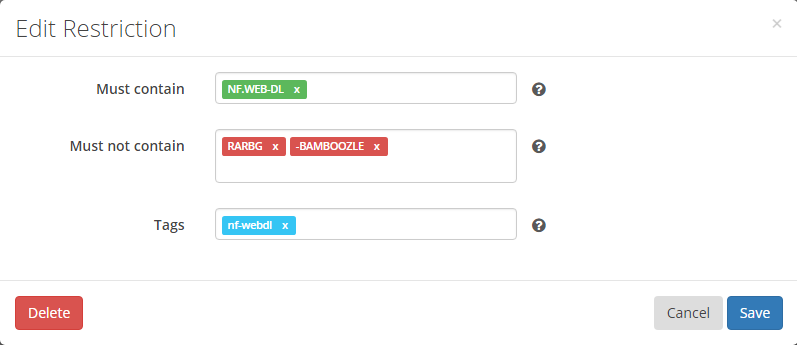 Edit Restriction ×
Must contain NF.WEB-DL x ?
Must not contain RARBG x -BAMBOOZLE x ?
Tags nf-webdl x ?
Delete Cancel Save